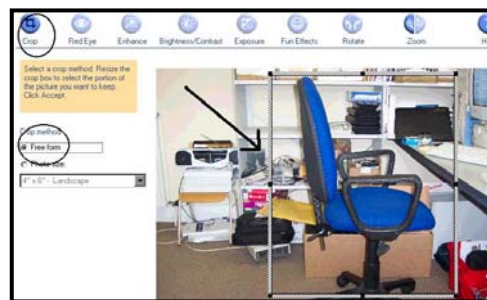 Crop Red Eye Enhance Brightness/Contrast Exposure Fun Effects Rotate Zoom
Select a crop method. Resize the
crop box to select the portion of
the picture you want to keep.
Click Accept.
Crop method:
Free form
Photo size:
4" x 6" - Landscape